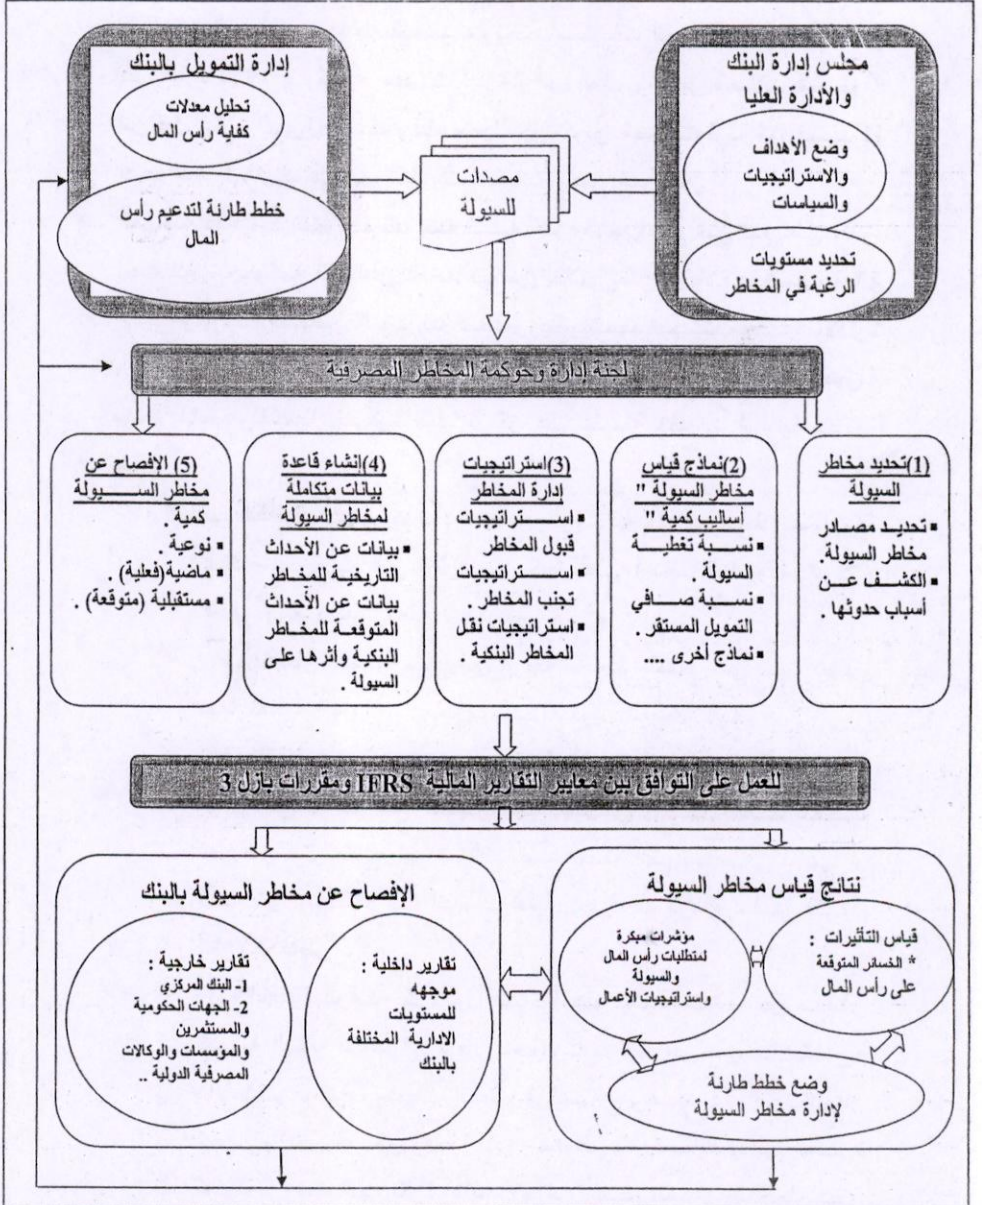 مجلس إدارة البنك
والأدارة العليا
وضع الأهداف
والاستراتيجيات
والسياسات
تحديد مستويات
الرغبة في المخاطر
مصدات
للسيولة
إدارة التمويل بالبنك
تحليل معدلات
كفاية رأس المال
خطط طارئة لتدعيم رأس
المال
لجنة إدارة وحوكمة المخاطر المصرفية
(1)تحديد مخاطر
السيولة
▪ تحديد مصادر
مخاطر السيولة
▪ الكشف عن
أسباب حدوثها .
(2)نماذج قياس
مخاطر السيولة "
أساليب كمية "
▪ نسبة تغطية
السيولة .
▪ نسبة صافي
التمويل المستقر .
▪ نماذج أخرى ....
(3)استراتيجيات
إدارة المخاطر
▪ استراتيجيات
قبول المخاطر
▪ استراتيجيات
تجنب المخاطر .
▪ استراتيجيات نقل
المخاطر البنكية .
(4)إنشاء قاعدة
بيانات متكاملة
لمخاطر السيولة
▪ بيانات عن الأحداث
التاريخية للمخاطر
بيانات عن الأحداث
المتوقعة للمخاطر
البنكية وأثرها على
السيولة .
(5) الإفصاح عن
مخاطر السيولة
كمية .
▪ نوعية .
▪ ماضية(فعلية) .
▪ مستقبلية (متوقعة) .
للعمل على التوافق بين معايير التقارير المالية IFRS ومقررات بازل 3
نتائج قياس مخاطر السيولة
قياس التأثيرات :
* الخسائر المتوقعة
على رأس المال
مؤشرات مبكرة
لمتطلبات رأس المال
والسيولة
واستراتيجيات الأعمال
وضع خطط طارئة
لإدارة مخاطر السيولة
الإفصاح عن مخاطر السيولة بالبنك
تقارير داخلية :
موجهه
للمستويات
الادارية المختلفة
بالبنك
تقارير خارجية :
1- البنك المركزي
2- الجهات الحكومية
والمستثمرين
والمؤسسات والوكالات
المصرفية الدولية ..